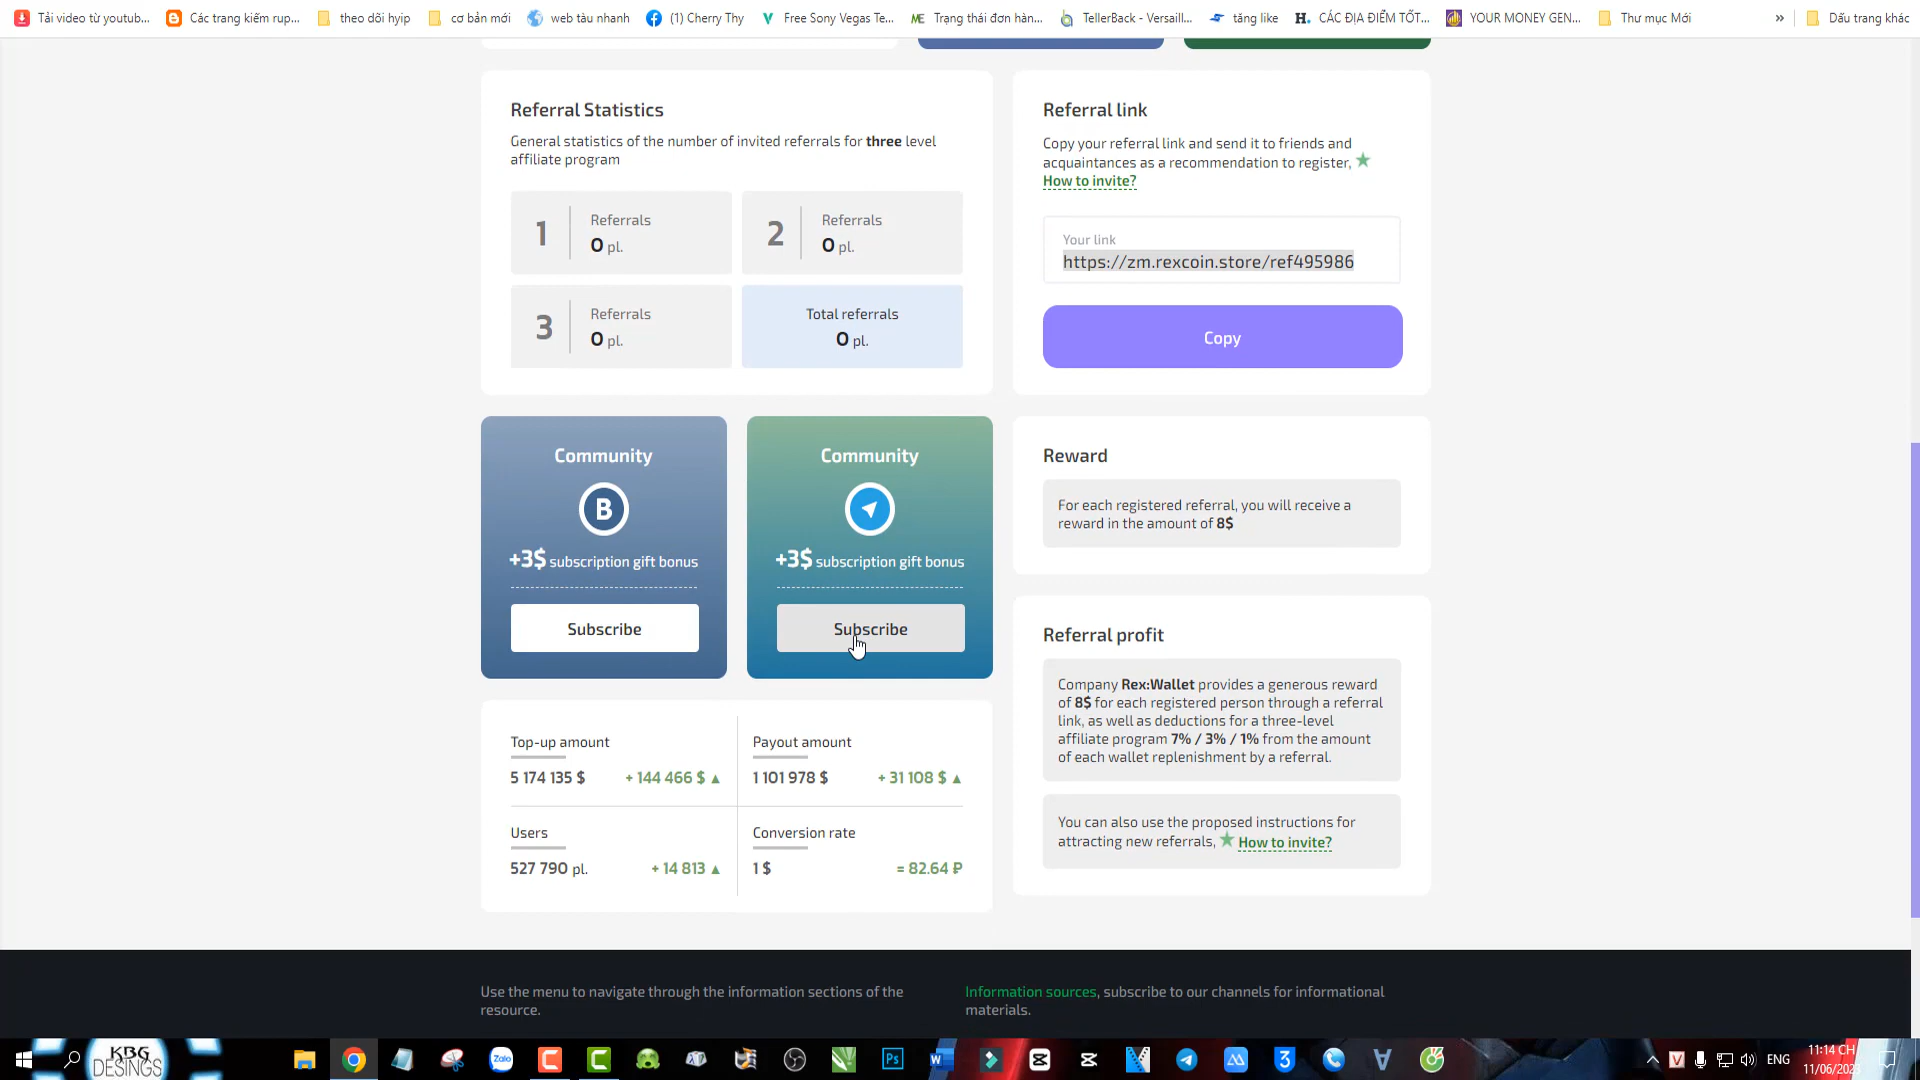 Tải video từ youtub...
Các trang kiếm rup...
theo dõi hyip
cơ bản mới
web tàu nhanh
(1) Cherry Thy
Free Sony Vegas Te...
Trạng thái đơn hàn...
TellerBack - Versaill...
tăng like
CÁC ĐỊA ĐIỂM TỐT...
YOUR MONEY GEN...
Thư mục Mới
»
Dấu trang khác
Referral Statistics
General statistics of the number of invited referrals for three level
affiliate program
1
Referrals
0 pl.
2
Referrals
0 pl.
3
Referrals
0 pl.
Total referrals
0 pl.
Referral link
Copy your referral link and send it to friends and
acquaintances as a recommendation to register, ★
How to invite?
Your link
https://zm.rexcoin.store/ref495986
Copy
Community
B
+3$ subscription gift bonus
Subscribe
Community
+3$ subscription gift bonus
Subscribe
Reward
For each registered referral, you will receive a
reward in the amount of 8$
Referral profit
Company Rex:Wallet provides a generous reward
of 8$ for each registered person through a referral
link, as well as deductions for a three-level
affiliate program 7% / 3% / 1% from the amount
of each wallet replenishment by a referral.
You can also use the proposed instructions for
attracting new referrals, ★ How to invite?
Top-up amount
5 174 135 $ + 144 466 $ ▲
Payout amount
1 101 978 $ + 31 108 $ ▲
Users
527 790 pl. + 14 813 ▲
Conversion rate
1 $ = 82.64 ₽
Use the menu to navigate through the information sections of the
resource.
Information sources, subscribe to our channels for informational
materials.
KBG
DESINGS
Zalo
Ps
W
3
V
ENG
11:14 CH